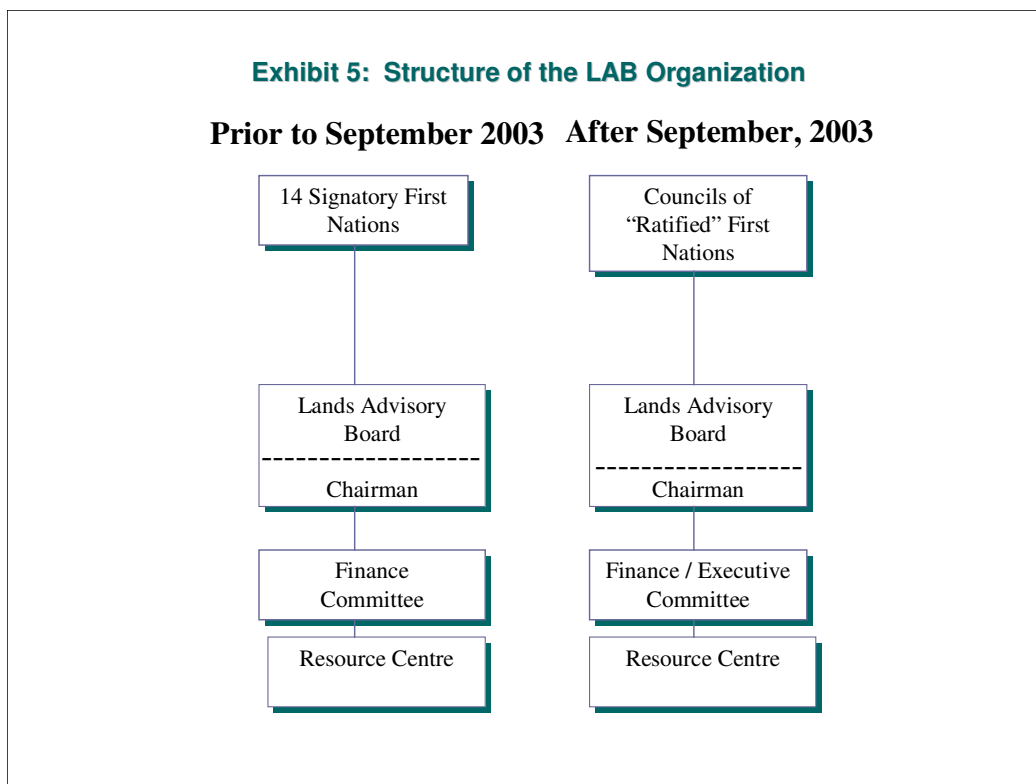 Exhibit 5:  Structure of the LAB Organization
Prior to September 2003
14 Signatory First
Nations
Lands Advisory
Board
Chairman
Finance
Committee
Resource Centre
After September, 2003
Councils of
“Ratified” First
Nations
Lands Advisory
Board
Chairman
Finance / Executive
Committee
Resource Centre